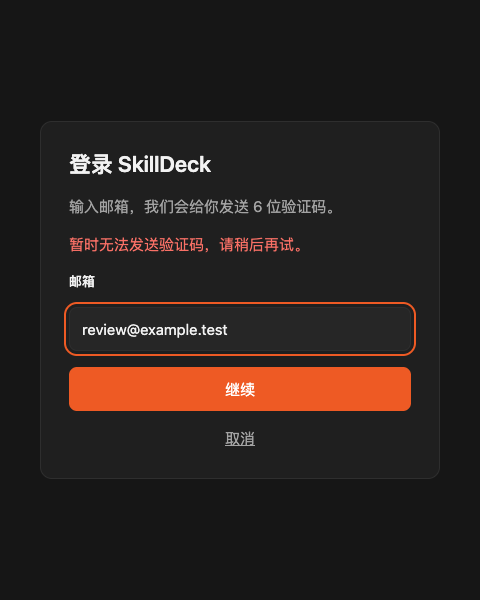 登录 SkillDeck
输入邮箱，我们会给你发送 6 位验证码。
暂时无法发送验证码，请稍后再试。
邮箱
review@example.test
继续
取消